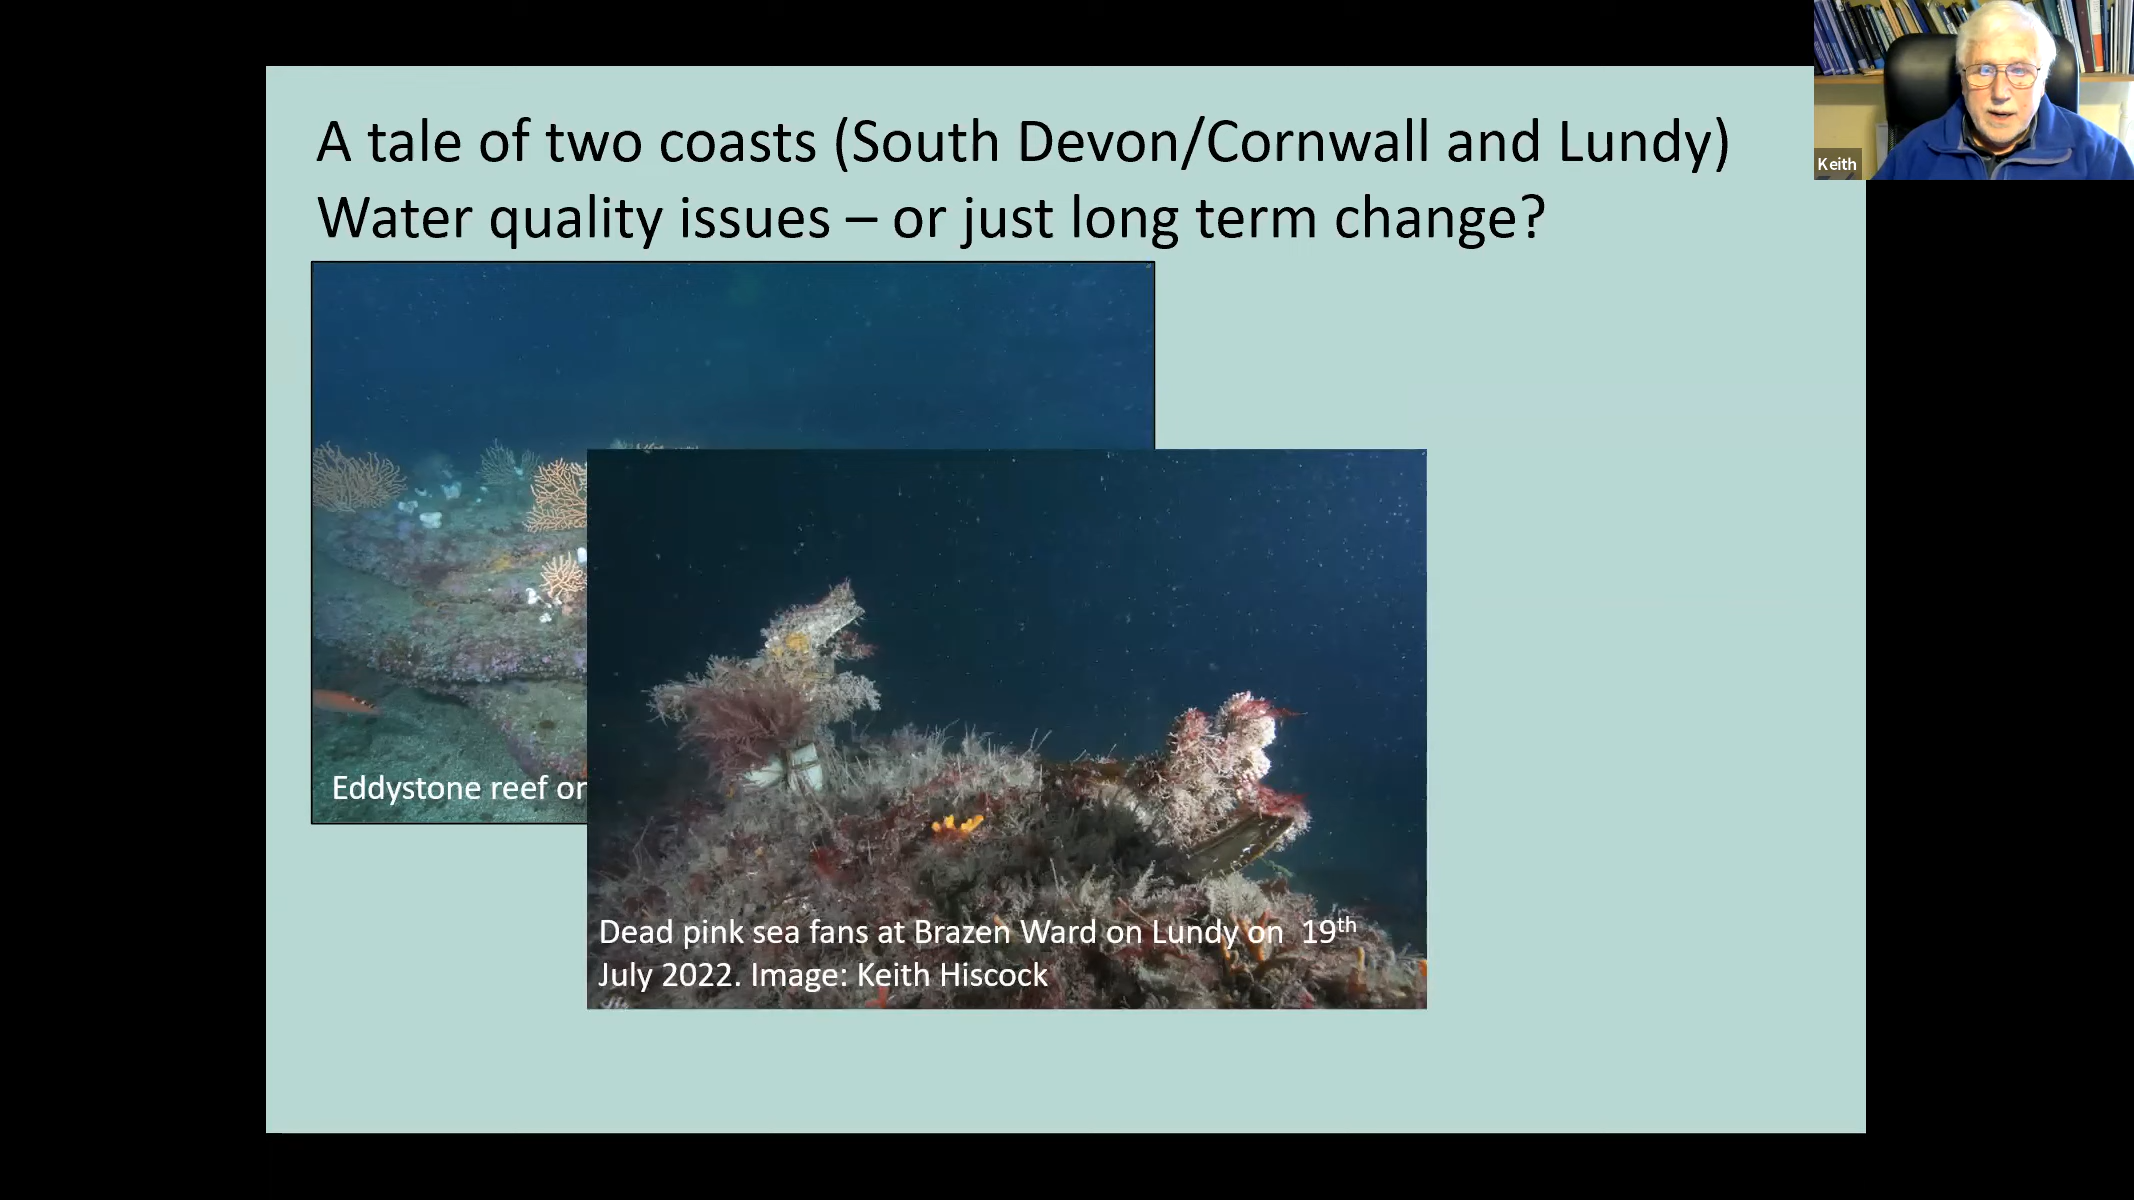 A tale of two coasts (South Devon/Cornwall and Lundy)
Water quality issues – or just long term change?
Keith
Eddystone reef on
Dead pink sea fans at Brazen Ward on Lundy on 19th
July 2022. Image: Keith Hiscock